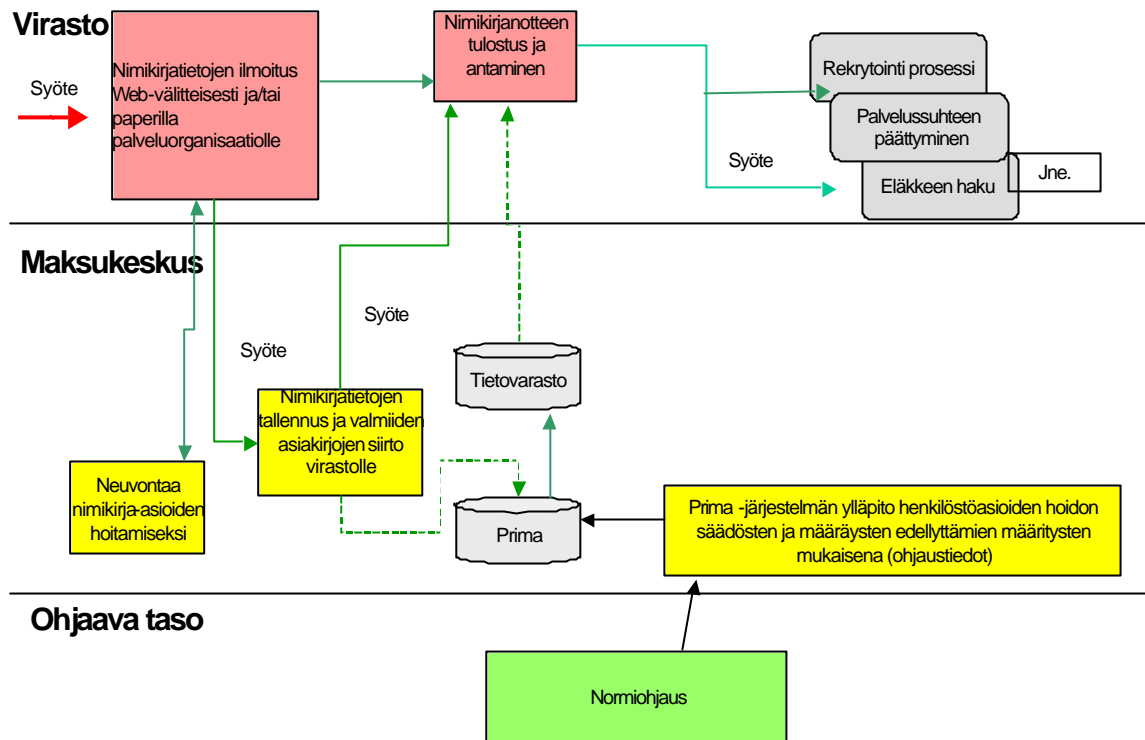 Virasto
Syöte
Nimikirjatietojen ilmoitus
Web-välitteisesti ja/tai
paperilla
palveluorganisaatiolle
Nimikirjanotteen
tulostus ja
antaminen
Rekrytointi prosessi
Palvelussuhteen
päättyminen
Syöte
Eläkkeen haku
Jne.
Maksukeskus
Syöte
Syöte
Tietovarasto
Nimikirjatietojen
tallennus ja valmiiden
asiakirjojen siirto
virastolle
Neuvontaa
nimikirja-asioiden
hoitamiseksi
Prima
Prima -järjestelmän ylläpito henkilöstöasioiden hoidon
säädösten ja määräysten edellyttämien määritysten
mukaisena (ohjaustiedot)
Ohjaava taso
Normiohjaus